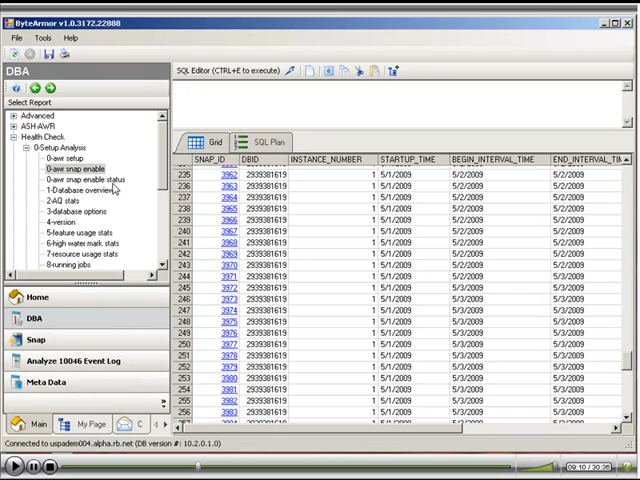 ByteArmor v1.0.3172.22888
File Tools Help
DBA
SQL Editor (CTRL+E to execute)
Select Report
Advanced
ASH-AWR
Health Check
0-Setup Analysis
0-awr setup
0-awr snap enable
0-awr snap enable status
1-Database overview
2-AQ stats
3-database options
4-version
5-feature usage stats
6-high water mark stats
7-resource usage stats
8-running jobs
Home
DBA
Snap
Analyze 10046 Event Log
Meta Data
Main My Page C
Grid SQL Plan
SNAP_ID DBID INSTANCE_NUMBER STARTUP_TIME BEGIN_INTERVAL_TIME END_INTERVAL_TIM
235 3962 2939381619 1 5/1/2009 5/2/2009 5/2/2009
236 3963 2939381619 1 5/1/2009 5/2/2009 5/2/2009
237 3964 2939381619 1 5/1/2009 5/2/2009 5/2/2009
238 3965 2939381619 1 5/1/2009 5/2/2009 5/2/2009
239 3966 2939381619 1 5/1/2009 5/2/2009 5/2/2009
240 3967 2939381619 1 5/1/2009 5/2/2009 5/2/2009
241 3968 2939381619 1 5/1/2009 5/2/2009 5/2/2009
242 3969 2939381619 1 5/1/2009 5/2/2009 5/2/2009
243 3970 2939381619 1 5/1/2009 5/2/2009 5/2/2009
244 3971 2939381619 1 5/1/2009 5/3/2009 5/3/2009
245 3972 2939381619 1 5/1/2009 5/3/2009 5/3/2009
246 3973 2939381619 1 5/1/2009 5/3/2009 5/3/2009
247 3974 2939381619 1 5/1/2009 5/3/2009 5/3/2009
248 3975 2939381619 1 5/1/2009 5/3/2009 5/3/2009
249 3976 2939381619 1 5/1/2009 5/3/2009 5/3/2009
250 3977 2939381619 1 5/1/2009 5/3/2009 5/3/2009
251 3978 2939381619 1 5/1/2009 5/3/2009 5/3/2009
252 3979 2939381619 1 5/1/2009 5/3/2009 5/3/2009
253 3980 2939381619 1 5/1/2009 5/3/2009 5/3/2009
254 3981 2939381619 1 5/1/2009 5/3/2009 5/3/2009
255 3982 2939381619 1 5/1/2009 5/3/2009 5/3/2009
256 3983 2939381619 1 5/1/2009 5/3/2009 5/3/2009
Connected to uspadem004.alpha.rb.net (DB version #: 10.2.0.1.0)
09:10 / 30:36